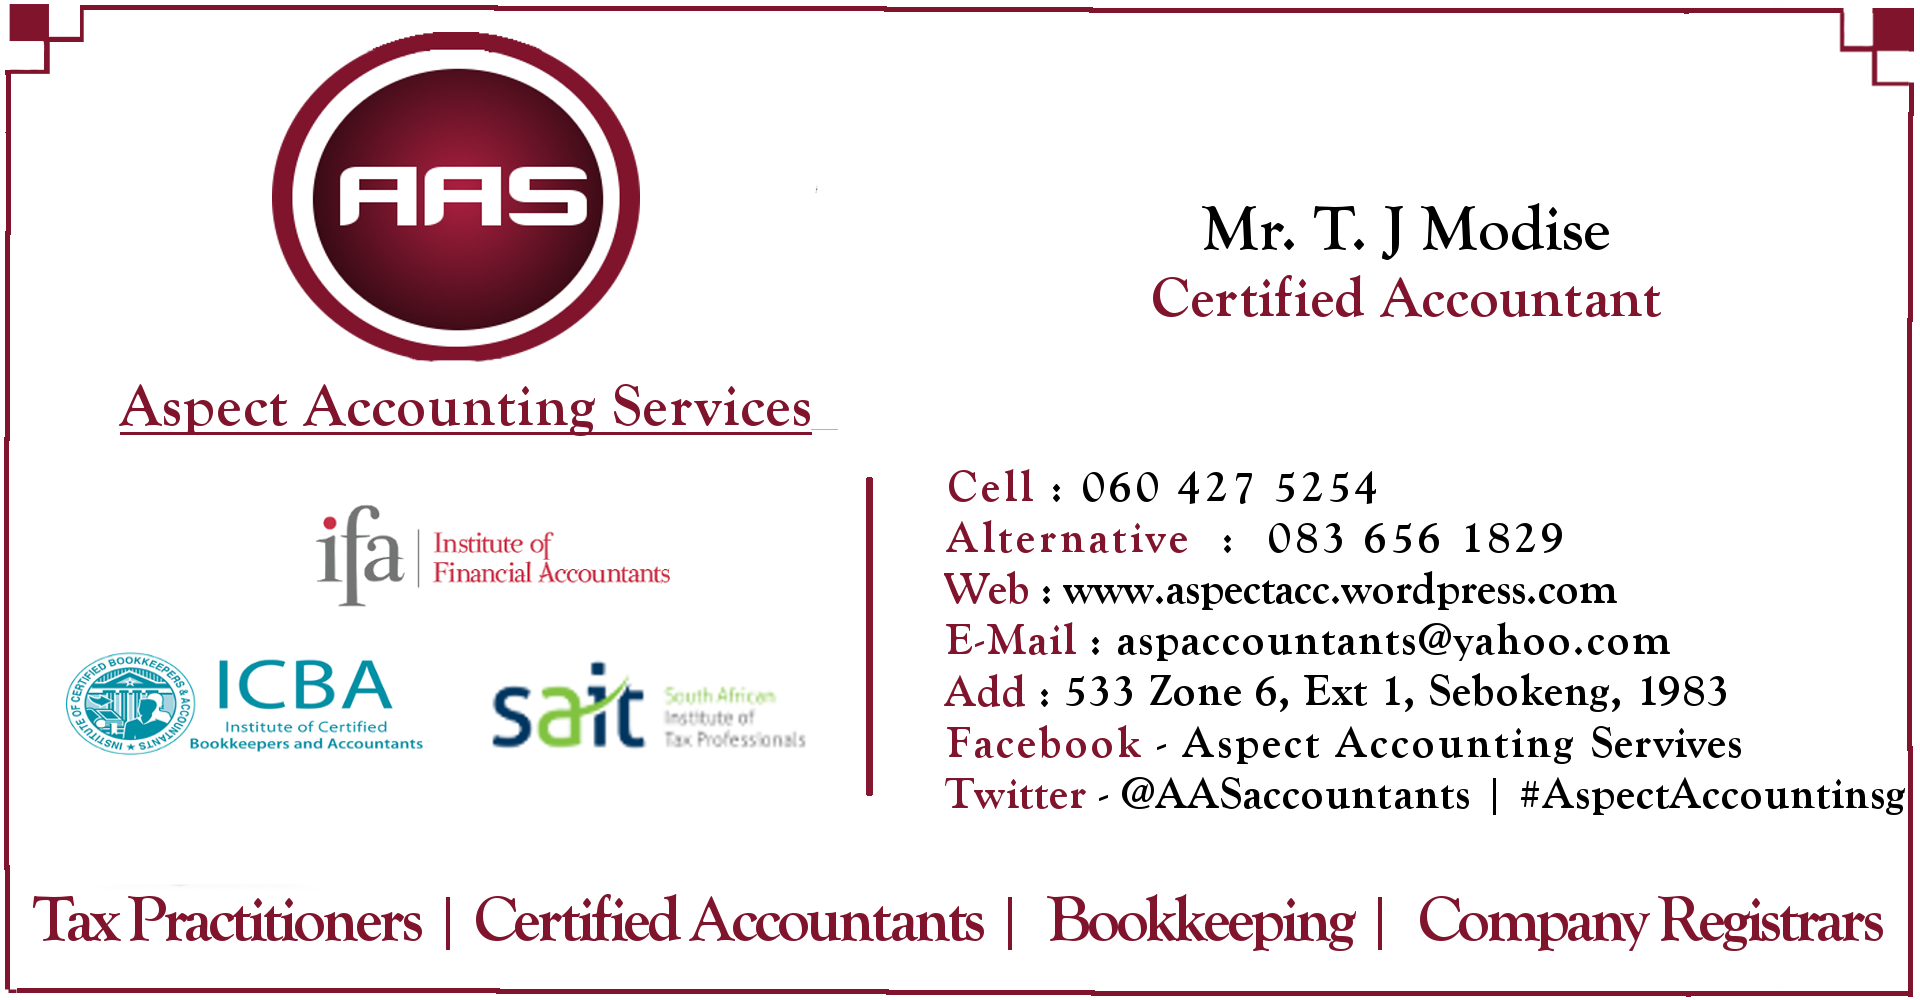 AAS
Aspect Accounting Services
ifa
Institute of
Financial Accountants
INSTITUTE OF CERTIFIED BOOKKEEPERS & ACCOUNTANTS ★
ICBA
Institute of Certified
Bookkeepers and Accountants
sait
South African
Institute of
Tax Professionals
Mr. T. J Modise
Certified Accountant
Cell : 060 427 5254
Alternative : 083 656 1829
Web : www.aspectacc.wordpress.com
E-Mail : aspaccountants@yahoo.com
Add : 533 Zone 6, Ext 1, Sebokeng, 1983
Facebook - Aspect Accounting Servives
Twitter - @AASaccountants | #AspectAccountinsg
Tax Practitioners | Certified Accountants | Bookkeeping | Company Registrars